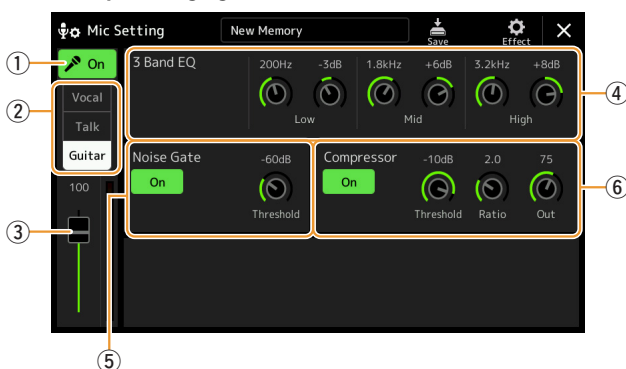 Mic Setting New Memory Save Effect
① On
② Vocal
Talk
Guitar
3 Band EQ 200Hz -3dB 1.8kHz +6dB 3.2kHz +8dB
Low Mid High
④
Noise Gate -60dB
On
Threshold
Compressor -10dB 2.0 75
On
Threshold Ratio Out
⑥
100
③
⑤